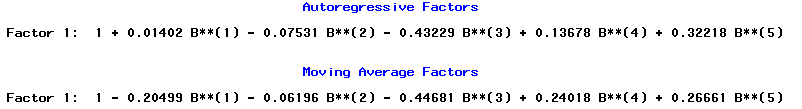 Autoregressive Factors
Factor 1: 1 + 0.01402 B**(1) - 0.07531 B**(2) - 0.43229 B**(3) + 0.13678 B**(4) + 0.32218 B**(5)
Moving Average Factors
Factor 1: 1 - 0.20499 B**(1) - 0.06196 B**(2) - 0.44681 B**(3) + 0.24018 B**(4) + 0.26661 B**(5)